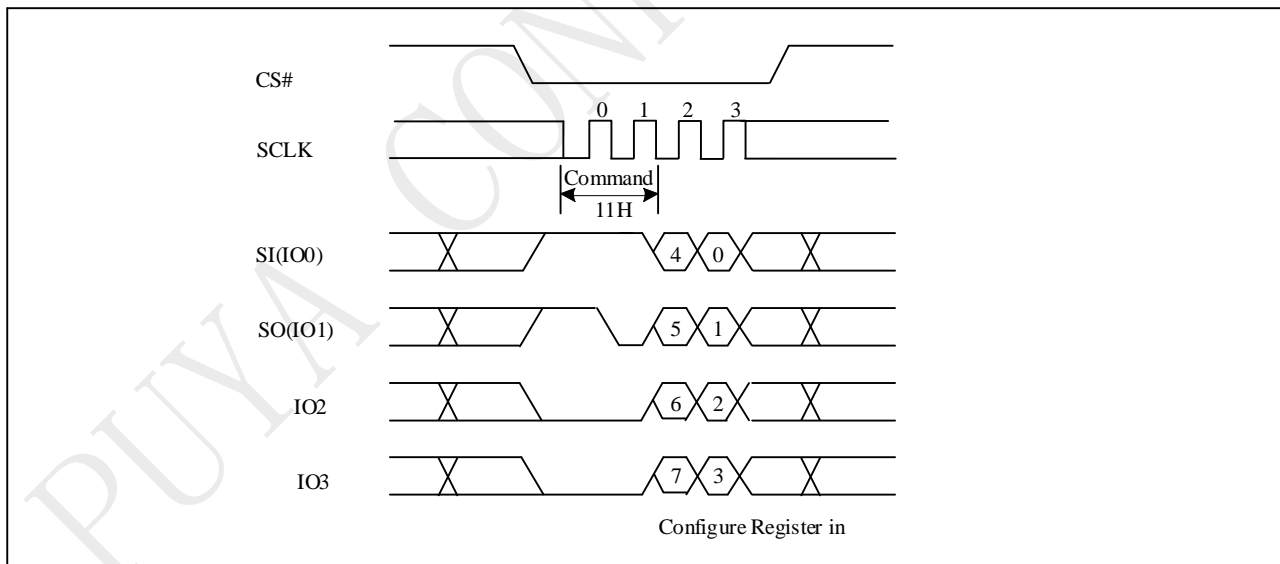 CS#
0 1 2 3
SCLK
Command
11H
SI(IO0)
4 0
SO(IO1)
5 1
IO2
6 2
IO3
7 3
Configure Register in
PUYA CON